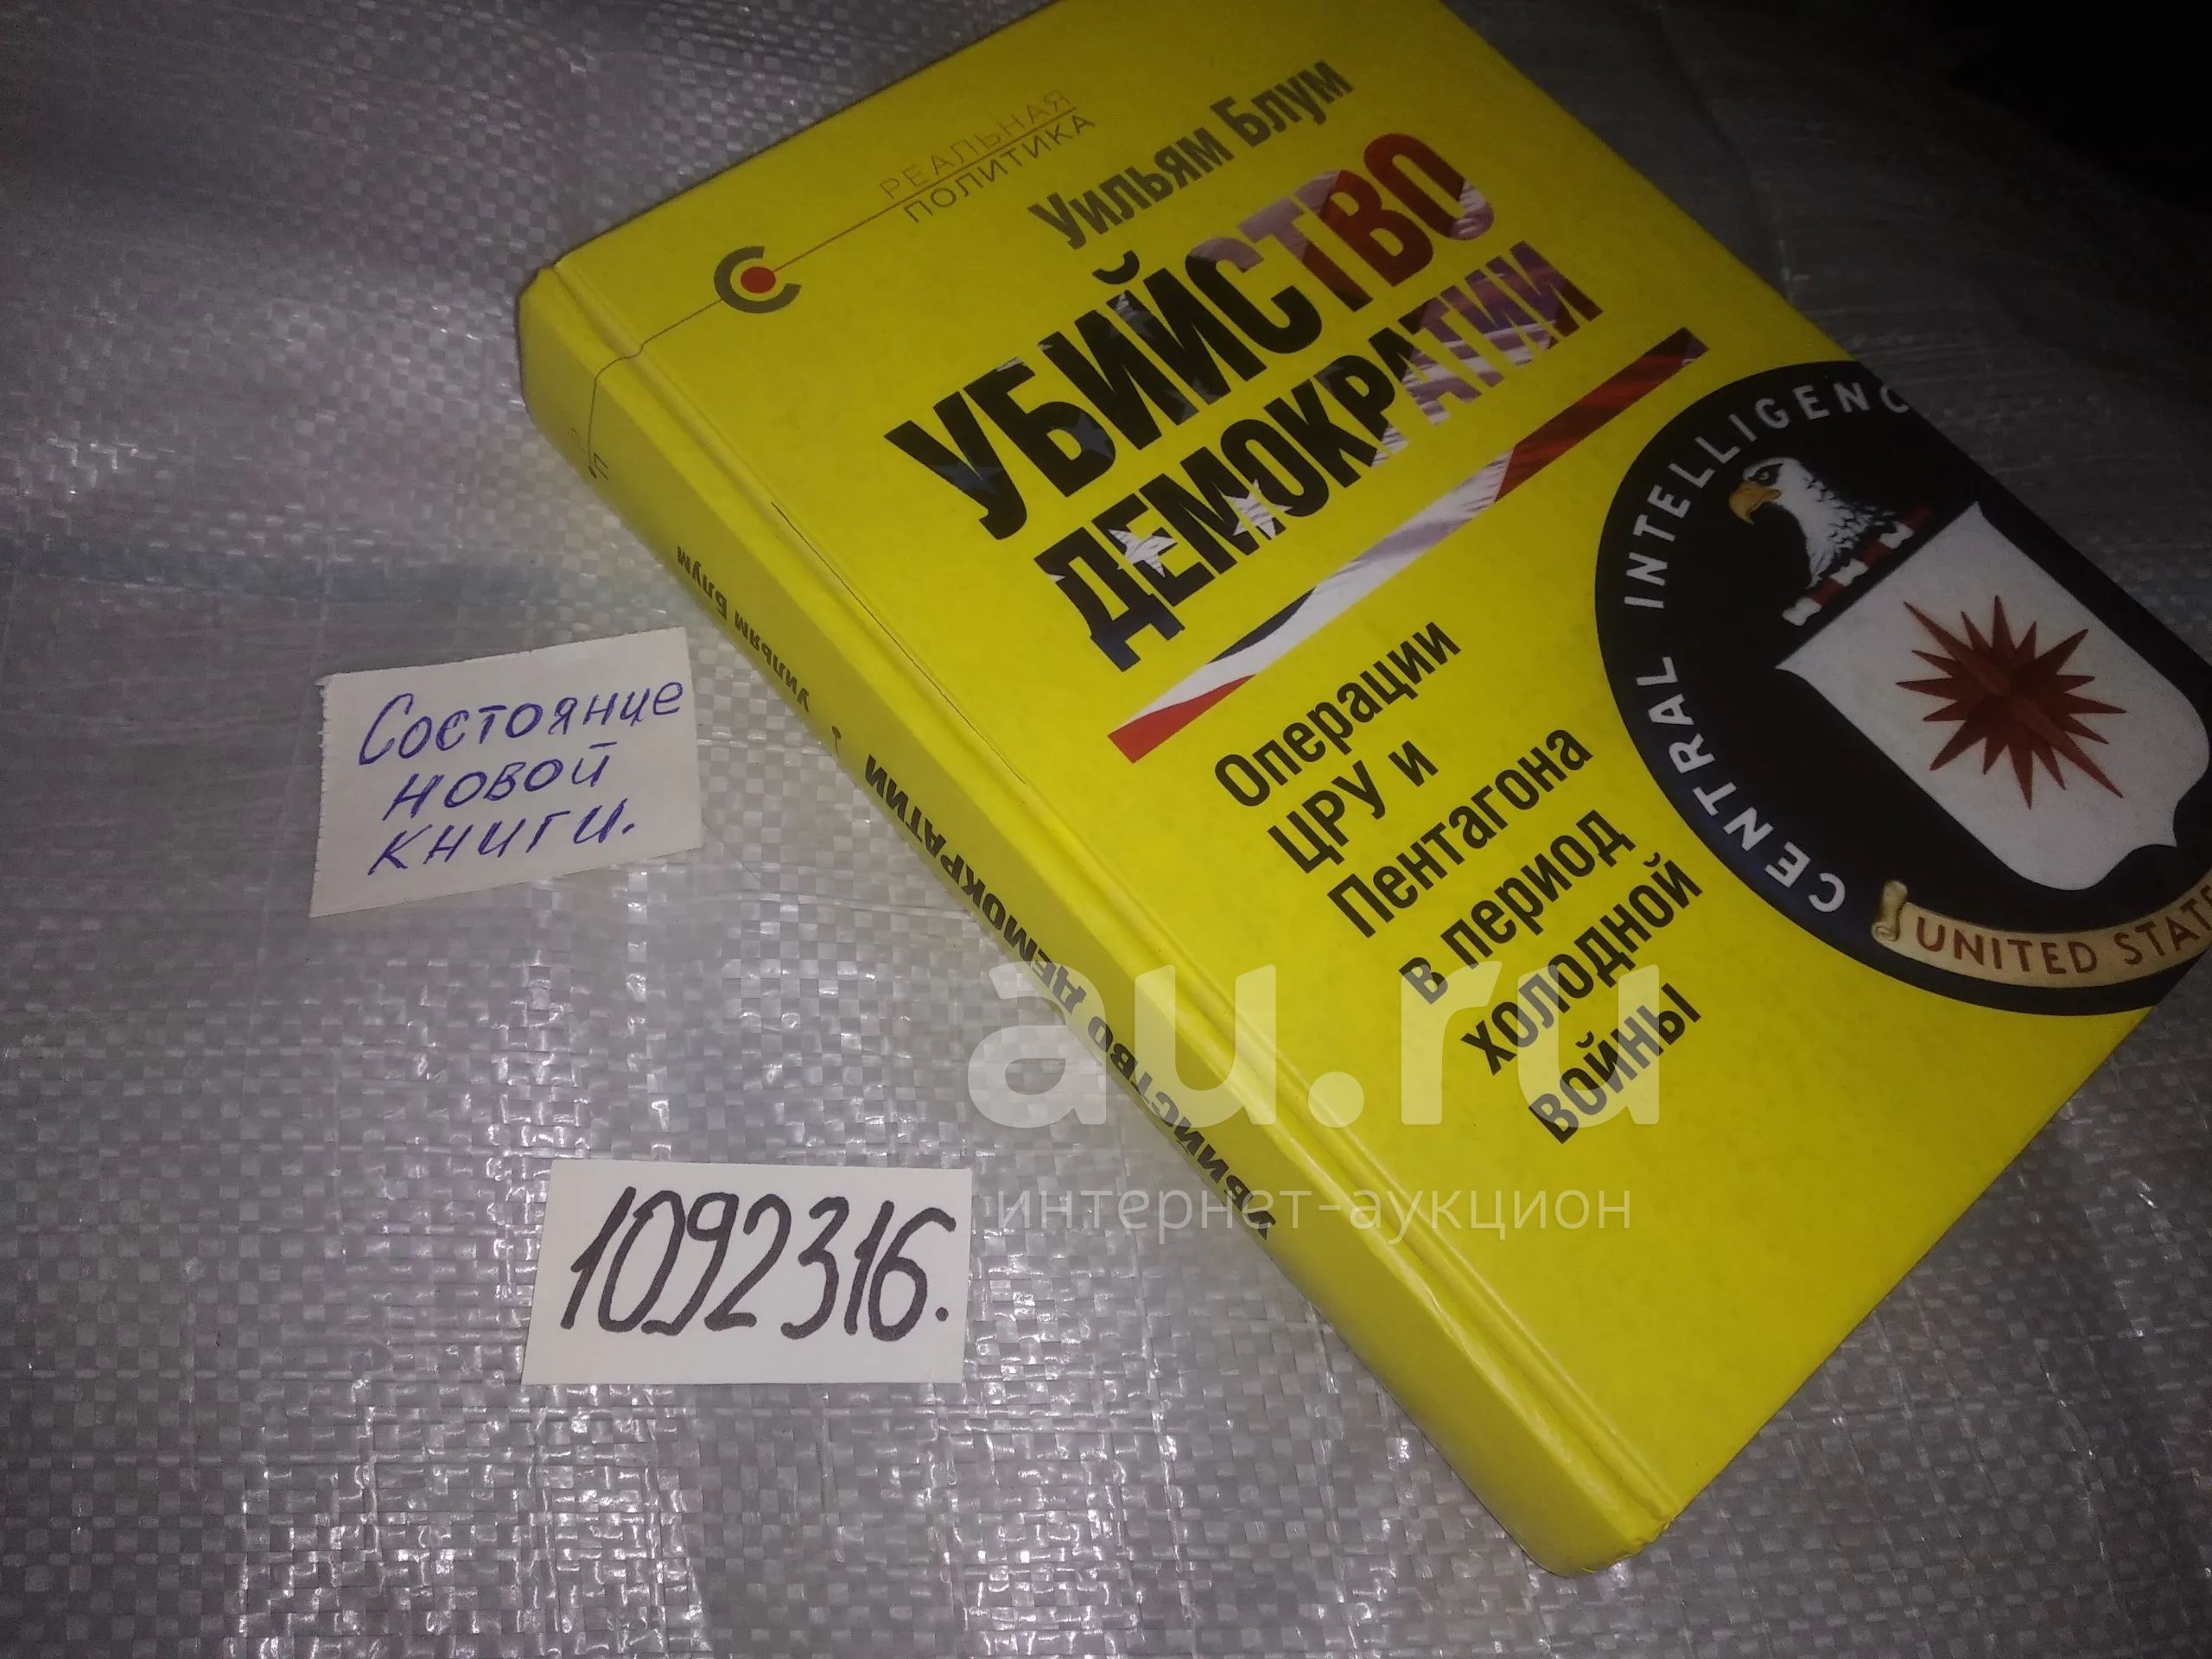 РЕАЛЬНАЯ
ПОЛИТИКА
Уильям Блум
УБИЙСТВО
ДЕМОКРАТИИ
Операции
ЦРУ и
Пентагона
в период
холодной
войны
CENTRAL INTELLIGENC
UNITED STAT
Уильям Блум
УБИЙСТВО ДЕМОКРАТИИ
Состояние
новой
книги.
1092316.
au.ru
интернет-аукцион